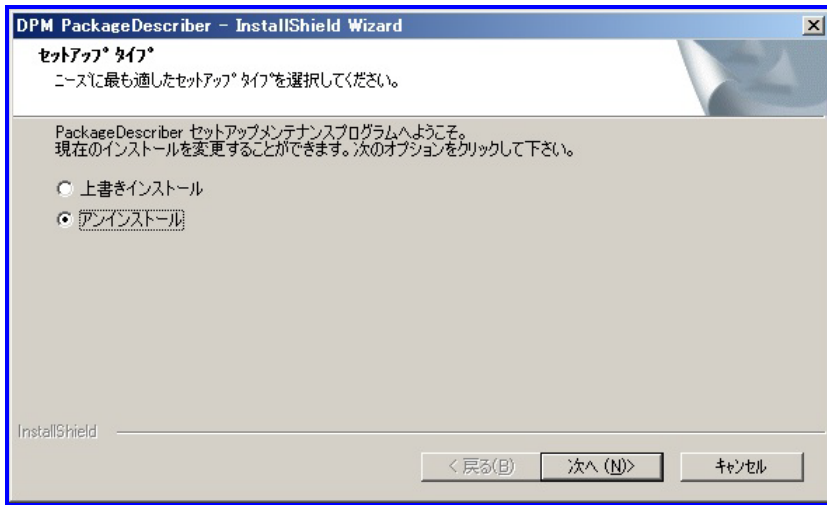 DPM PackageDescriber - InstallShield Wizard
セットアップ タイプ
ニーズに最も適したセットアップ タイプを選択してください。
PackageDescriber セットアップメンテナンスプログラムへようこそ。
現在のインストールを変更することができます。次のオプションをクリックして下さい。
上書きインストール
アンインストール
InstallShield
< 戻る(B) 次へ (N)> キャンセル